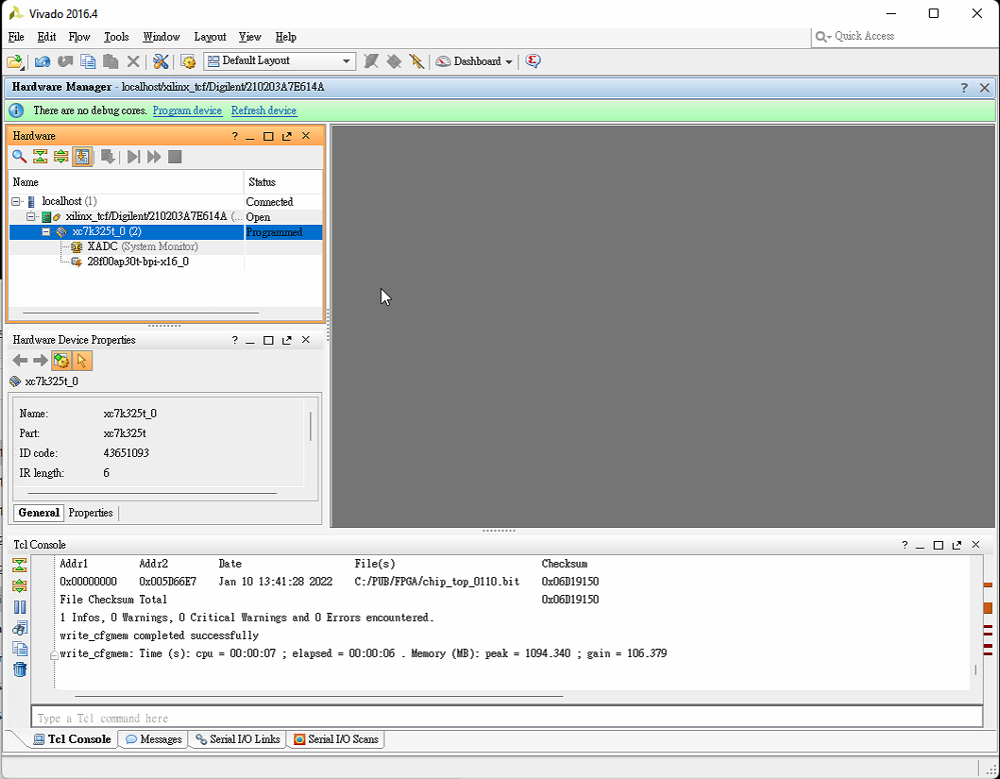 Vivado 2016.4
File Edit Flow Tools Window Layout View Help
Quick Access
Default Layout
Dashboard
Hardware Manager - localhost/xilinx_tcf/Digilent/210203A7E614A
There are no debug cores. Program device Refresh device
Hardware
Name Status
localhost (1) Connected
xilinx_tcf/Digilent/210203A7E614A (... Open
xc7k325t_0 (2) Programmed
XADC (System Monitor)
28f00ap30t-bpi-x16_0
Hardware Device Properties
xc7k325t_0
Name: xc7k325t_0
Part: xc7k325t
ID code: 43651093
IR length: 6
General Properties
Tcl Console
Addr1 Addr2 Date File(s) Checksum
0x00000000 0x005D66E7 Jan 10 13:41:28 2022 C:/PUB/FPGA/chip_top_0110.bit 0x06D19150
File Checksum Total 0x06D19150
1 Infos, 0 Warnings, 0 Critical Warnings and 0 Errors encountered.
write_cfgmem completed successfully
write_cfgmem: Time (s): cpu = 00:00:07 ; elapsed = 00:00:06 . Memory (MB): peak = 1094.340 ; gain = 106.379
Type a Tcl command here
Tcl Console Messages Serial I/O Links Serial I/O Scans